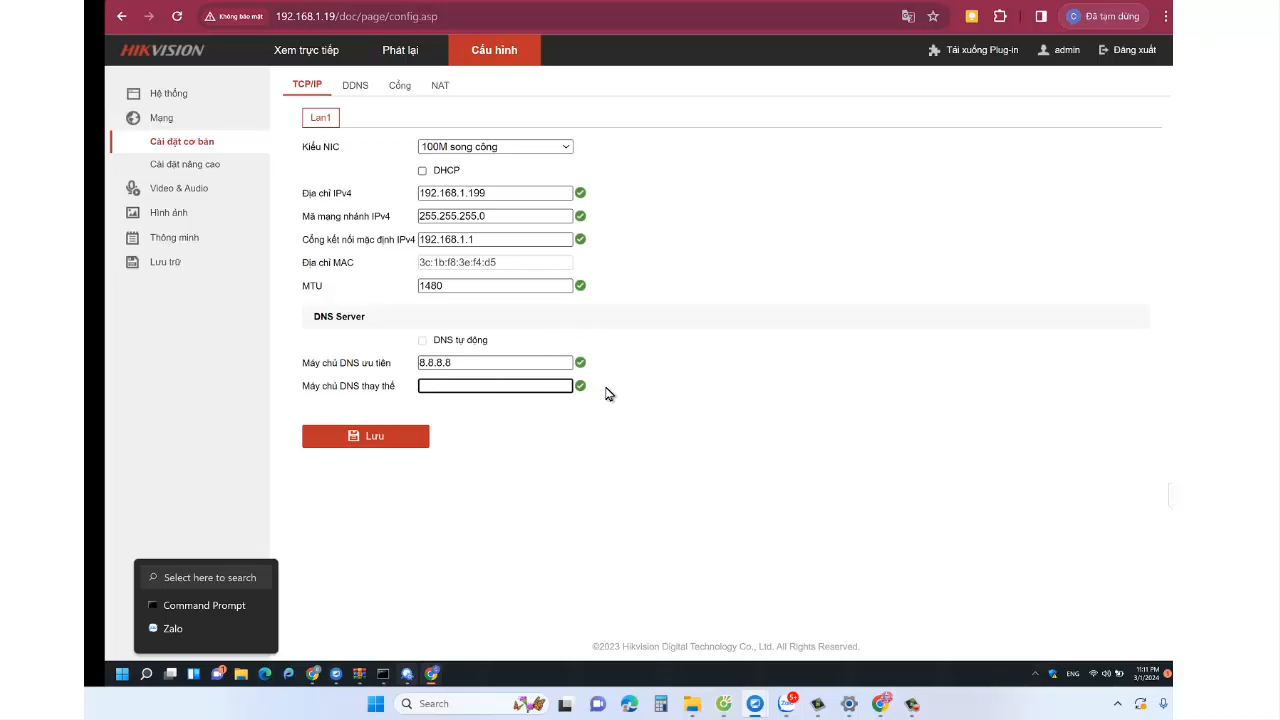 Không bảo mật
192.168.1.19/doc/page/config.asp
C
Đã tạm dừng
HIKVISION
Xem trực tiếp
Phát lại
Cấu hình
Tải xuống Plug-in
admin
Đăng xuất
Hệ thống
Mạng
Cài đặt cơ bản
Cài đặt nâng cao
Video & Audio
Hình ảnh
Thông minh
Lưu trữ
TCP/IP
DDNS
Cổng
NAT
Lan1
Kiểu NIC
100M song công
DHCP
Địa chỉ IPv4
192.168.1.199
Mã mạng nhánh IPv4
255.255.255.0
Cổng kết nối mặc định IPv4
192.168.1.1
Địa chỉ MAC
3c:1b:f8:3e:f4:d5
MTU
1480
DNS Server
DNS tự động
Máy chủ DNS ưu tiên
8.8.8.8
Máy chủ DNS thay thế
Lưu
Select here to search
Command Prompt
Zalo
©2023 Hikvision Digital Technology Co., Ltd. All Rights Reserved.
ENG
11:11 PM
3/1/2024
Search
5+